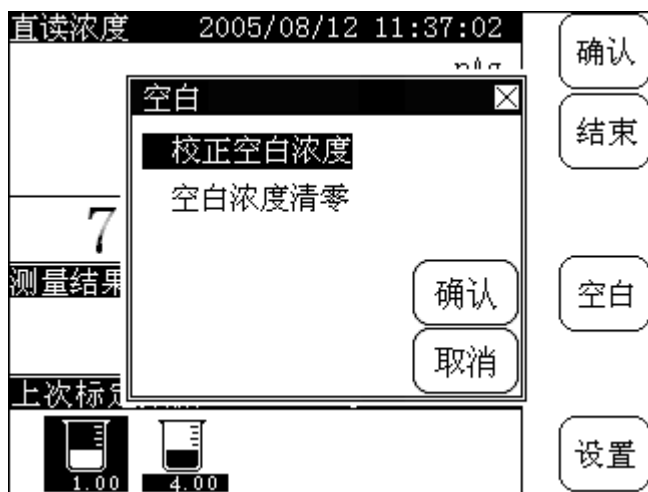 直读浓度 2005/08/12 11:37:02
空白
校正空白浓度
空白浓度清零
确认
取消
7
测量结果
上次标定
1.00
4.00
确认
结束
空白
设置